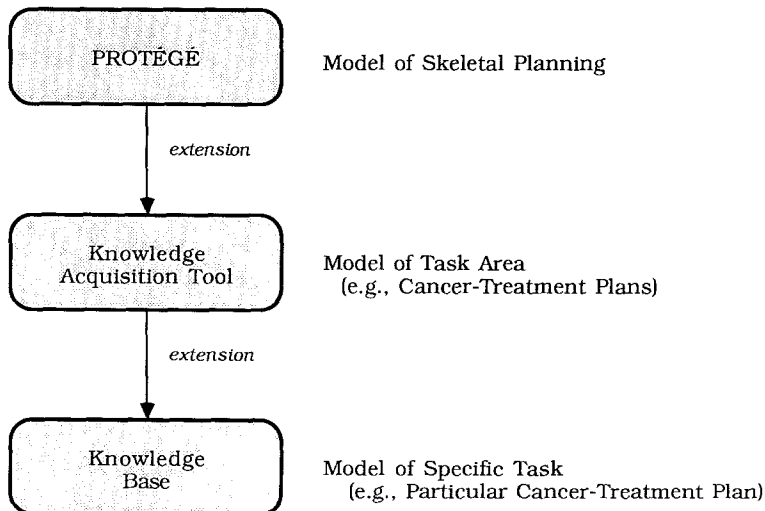 PROTÉGÉ
Model of Skeletal Planning
extension
Knowledge
Acquisition Tool
Model of Task Area
(e.g., Cancer-Treatment Plans)
extension
Knowledge
Base
Model of Specific Task
(e.g., Particular Cancer-Treatment Plan)